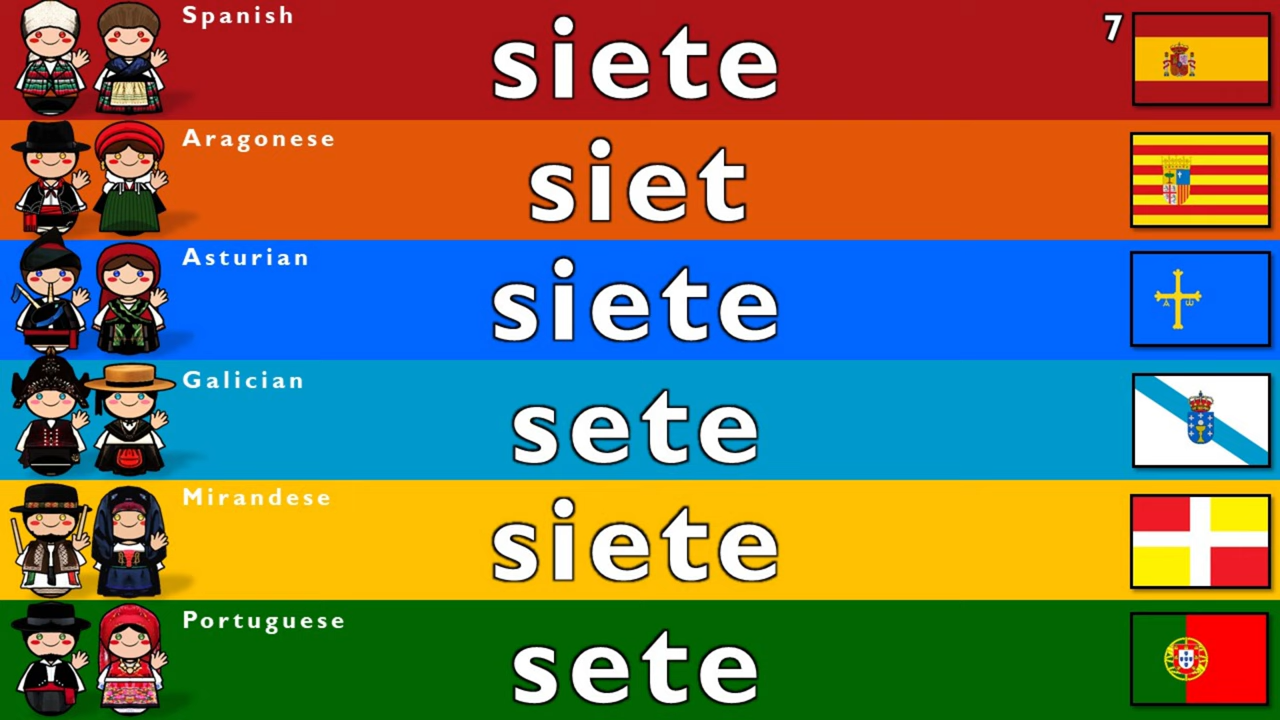 Spanish
siete
7
Aragonese
siet
Asturian
siete
Galician
sete
Mirandese
siete
Portuguese
sete